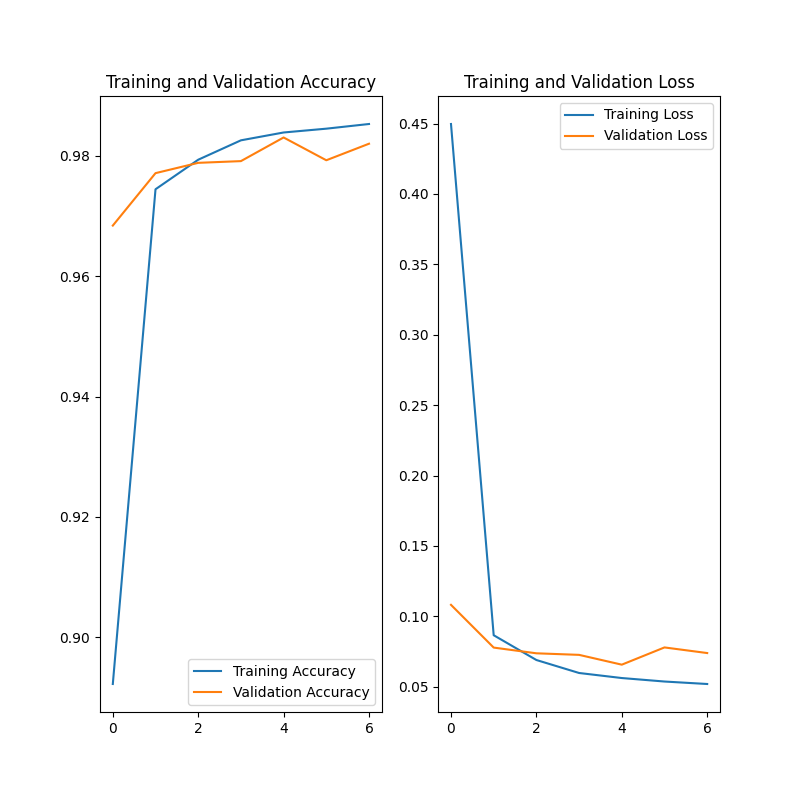 Training and Validation Accuracy
0.98
0.96
0.94
0.92
0.90
Training Accuracy
Validation Accuracy
0 2 4 6
Training and Validation Loss
Training Loss
Validation Loss
0.45
0.40
0.35
0.30
0.25
0.20
0.15
0.10
0.05
0 2 4 6